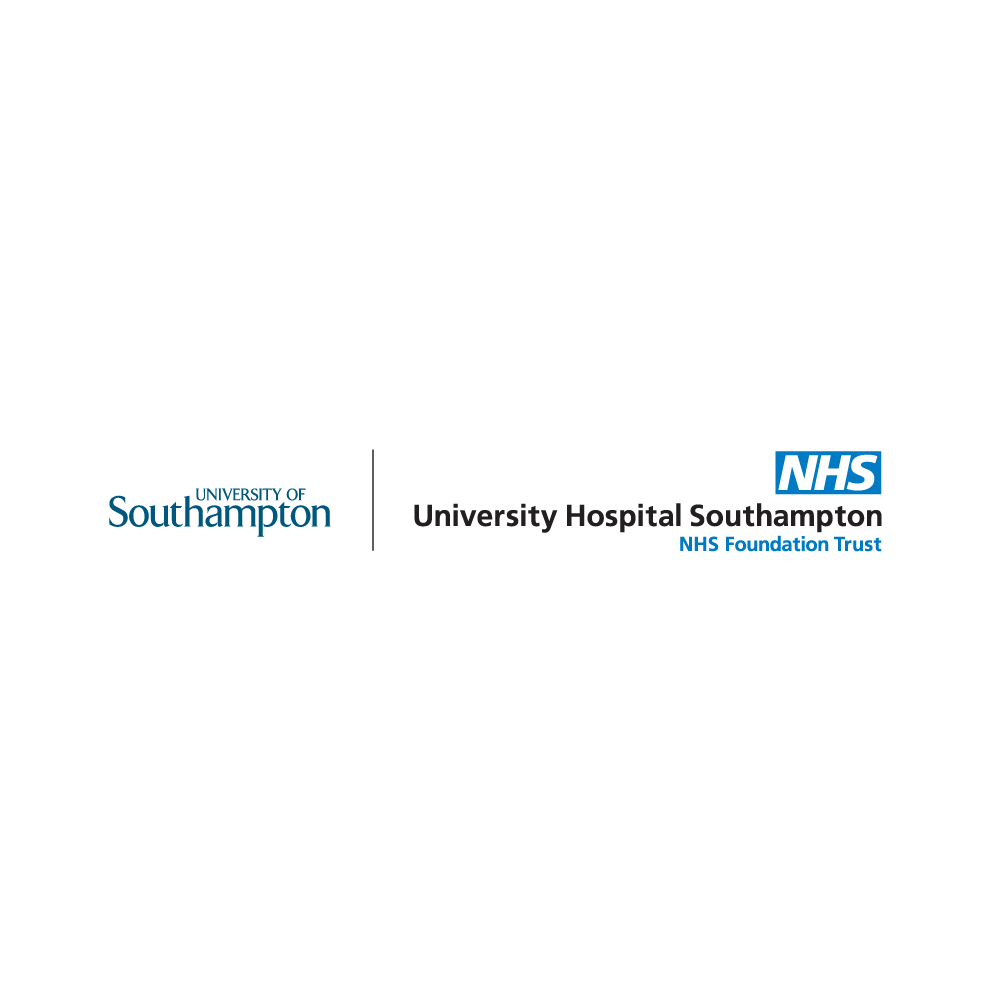 UNIVERSITY OF
Southampton
NHS
University Hospital Southampton
NHS Foundation Trust